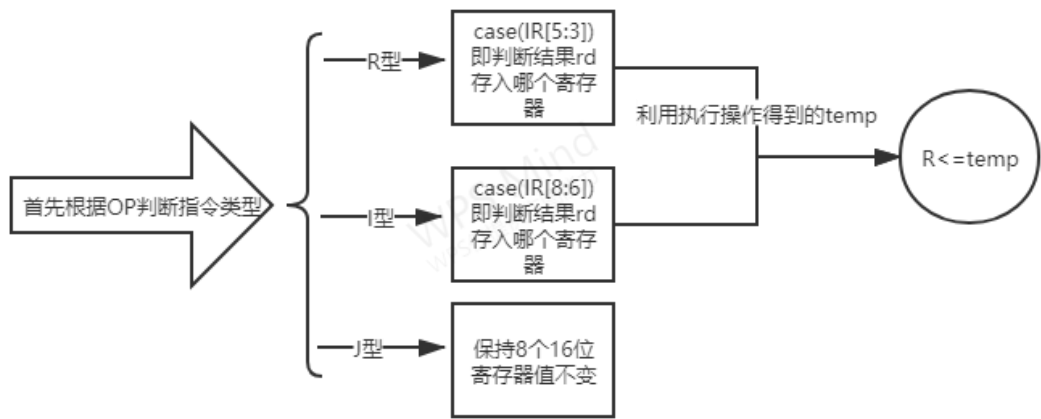 首先根据OP判断指令类型
R型
case(IR[5:3])
即判断结果rd
存入哪个寄存
器
I型
case(IR[8:6])
即判断结果rd
存入哪个寄存
器
J型
保持8个16位
寄存器值不变
利用执行操作得到的temp
R<=temp